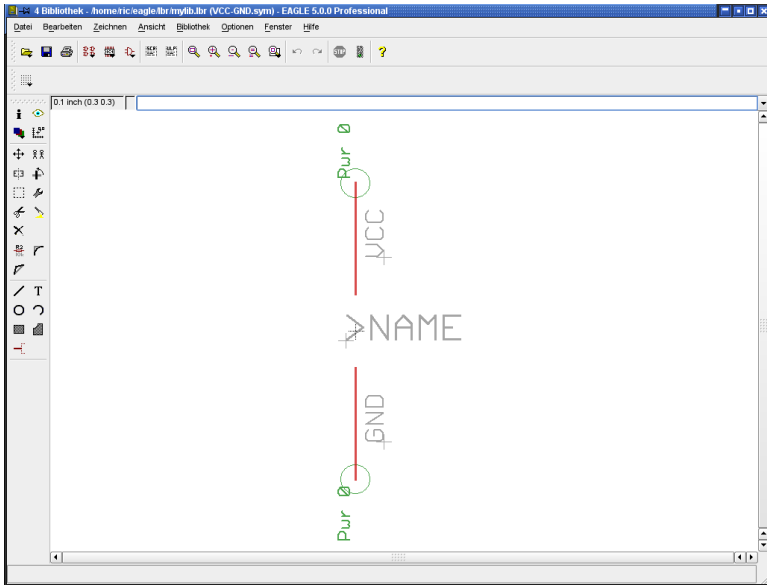 4 Bibliothek - /home/ric/eagle/lbr/mylib.lbr (VCC-GND.sym) - EAGLE 5.0.0 Professional
Datei Bearbeiten Zeichnen Ansicht Bibliothek Optionen Fenster Hilfe
0.1 inch (0.3 0.3)
Pwr 0
VCC
>NAME
GND
Pwr 0